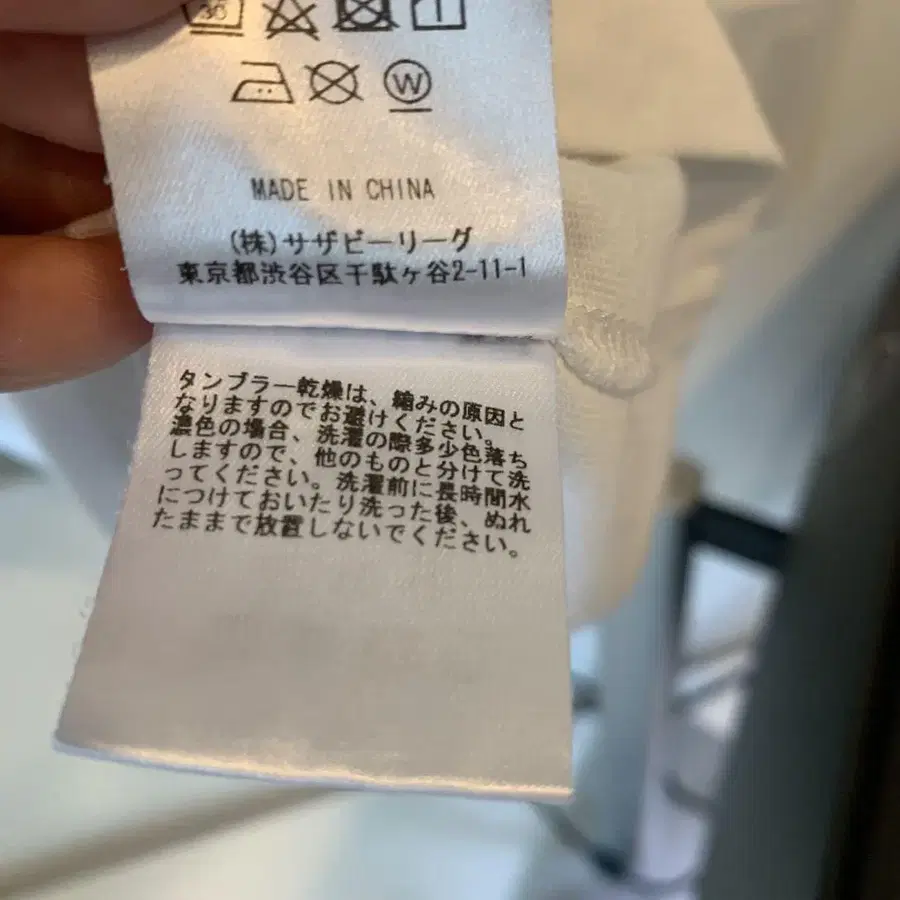 30
W
MADE IN CHINA
(株)サザビーリーグ
東京都渋谷区千駄ヶ谷2-11-1
タンブラー乾燥は、縮みの原因と
なりますのでお避けください。
濃色の場合、洗濯の際多少色落ち
しますので、他のものと分けて洗
ってください。洗濯前に長時間水
につけておいたり洗った後、ぬれ
たままで放置しないでください。